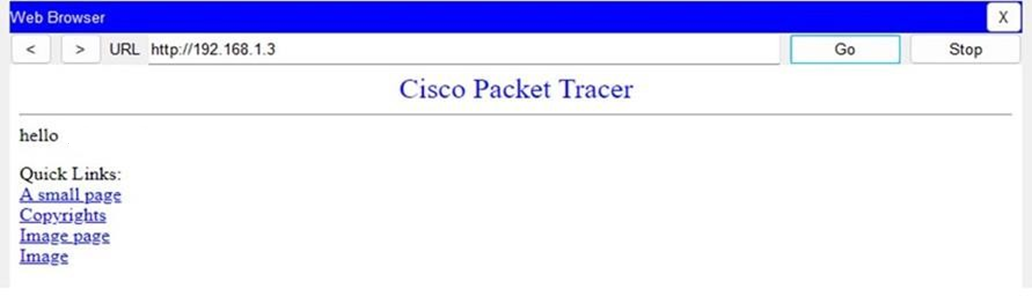 Web Browser X
< > URL http://192.168.1.3 Go Stop
Cisco Packet Tracer
hello
Quick Links:
A small page
Copyrights
Image page
Image